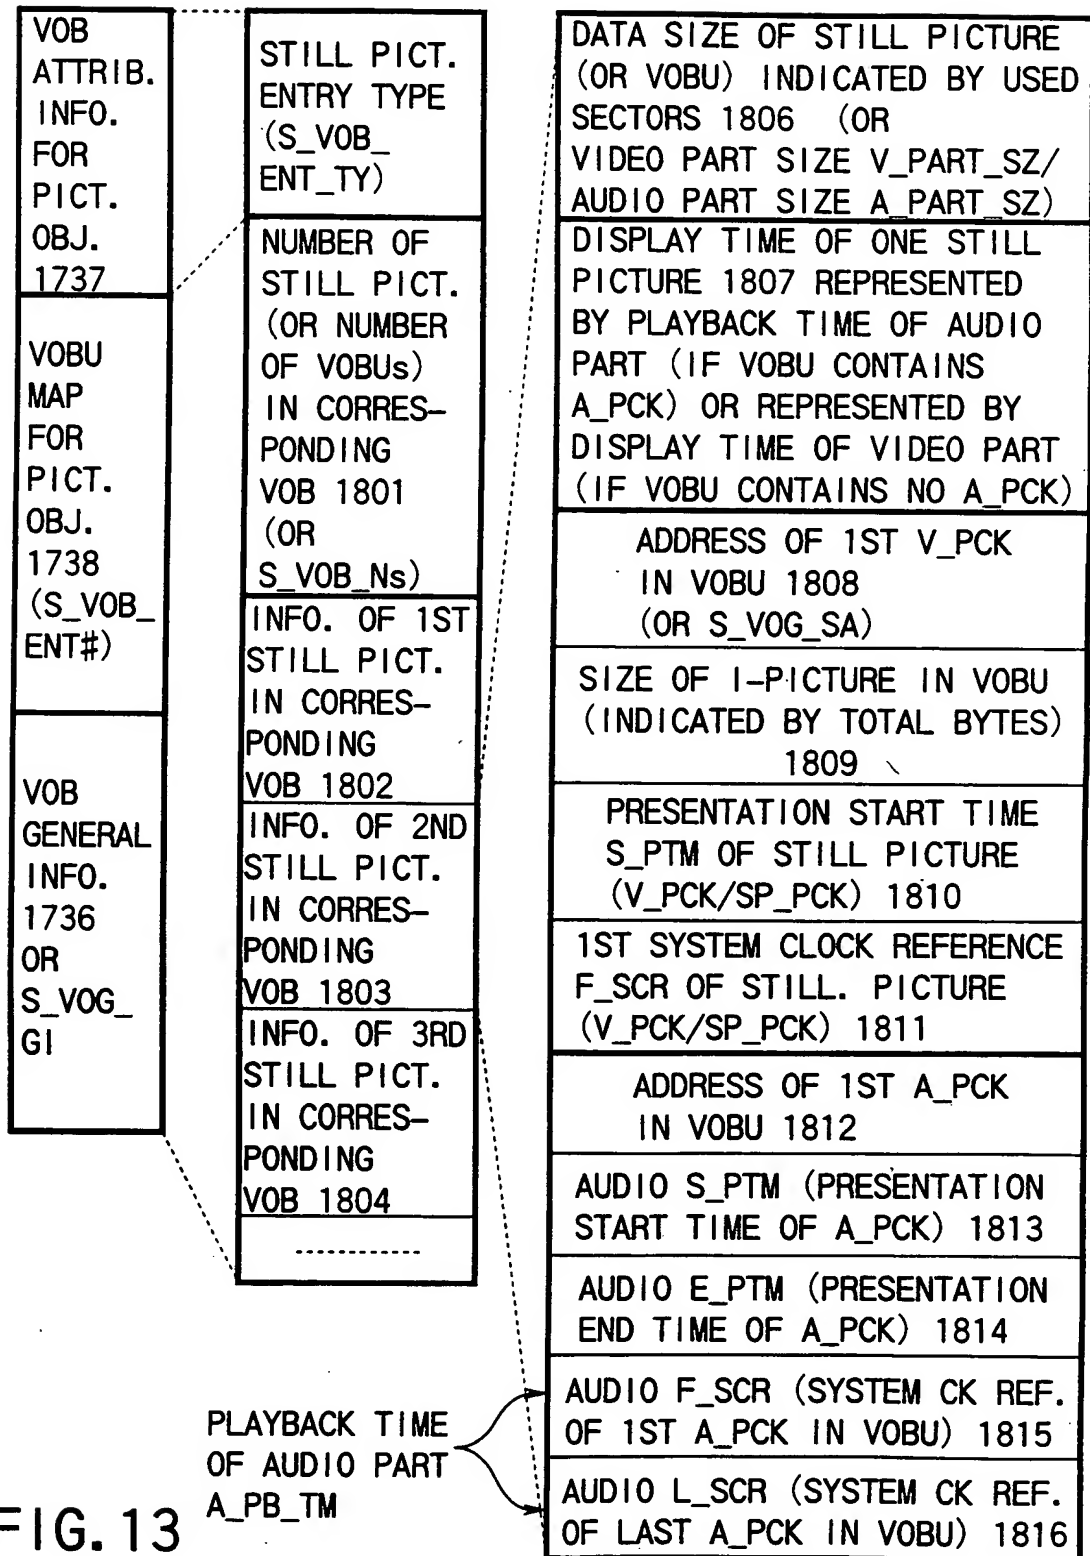 VOB
ATTRIB.
INFO.
FOR
PICT.
OBJ.
1737
VOBU
MAP
FOR
PICT.
OBJ.
1738
(S_VOB_
ENT#)
VOB
GENERAL
INFO.
1736
OR
S_VOG_
GI
STILL PICT.
ENTRY TYPE
(S_VOB_
ENT_TY)
NUMBER OF
STILL PICT.
(OR NUMBER
OF VOBUs)
IN CORRES-
PONDING
VOB 1801
(OR
S_VOB_Ns)
INFO. OF 1ST
STILL PICT.
IN CORRES-
PONDING
VOB 1802
INFO. OF 2ND
STILL PICT.
IN CORRES-
PONDING
VOB 1803
INFO. OF 3RD
STILL PICT.
IN CORRES-
PONDING
VOB 1804
...........
DATA SIZE OF STILL PICTURE
(OR VOBU) INDICATED BY USED
SECTORS 1806 (OR
VIDEO PART SIZE V_PART_SZ/
AUDIO PART SIZE A_PART_SZ)
DISPLAY TIME OF ONE STILL
PICTURE 1807 REPRESENTED
BY PLAYBACK TIME OF AUDIO
PART (IF VOBU CONTAINS
A_PCK) OR REPRESENTED BY
DISPLAY TIME OF VIDEO PART
(IF VOBU CONTAINS NO A_PCK)
ADDRESS OF 1ST V_PCK
IN VOBU 1808
(OR S_VOG_SA)
SIZE OF I-PICTURE IN VOBU
(INDICATED BY TOTAL BYTES)
1809
PRESENTATION START TIME
S_PTM OF STILL PICTURE
(V_PCK/SP_PCK) 1810
1ST SYSTEM CLOCK REFERENCE
F_SCR OF STILL. PICTURE
(V_PCK/SP_PCK) 1811
ADDRESS OF 1ST A_PCK
IN VOBU 1812
AUDIO S_PTM (PRESENTATION
START TIME OF A_PCK) 1813
AUDIO E_PTM (PRESENTATION
END TIME OF A_PCK) 1814
AUDIO F_SCR (SYSTEM CK REF.
OF 1ST A_PCK IN VOBU) 1815
AUDIO L_SCR (SYSTEM CK REF.
OF LAST A_PCK IN VOBU) 1816
PLAYBACK TIME
OF AUDIO PART
A_PB_TM
FIG. 13